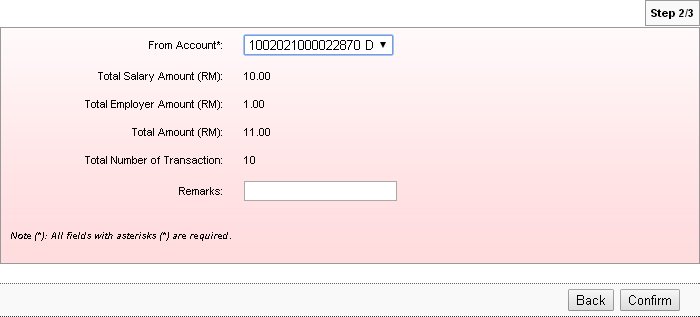 Step 2/3
From Account*: 1002021000022870 D
Total Salary Amount (RM): 10.00
Total Employer Amount (RM): 1.00
Total Amount (RM): 11.00
Total Number of Transaction: 10
Remarks:
Note (*): All fields with asterisks (*) are required.
Back Confirm